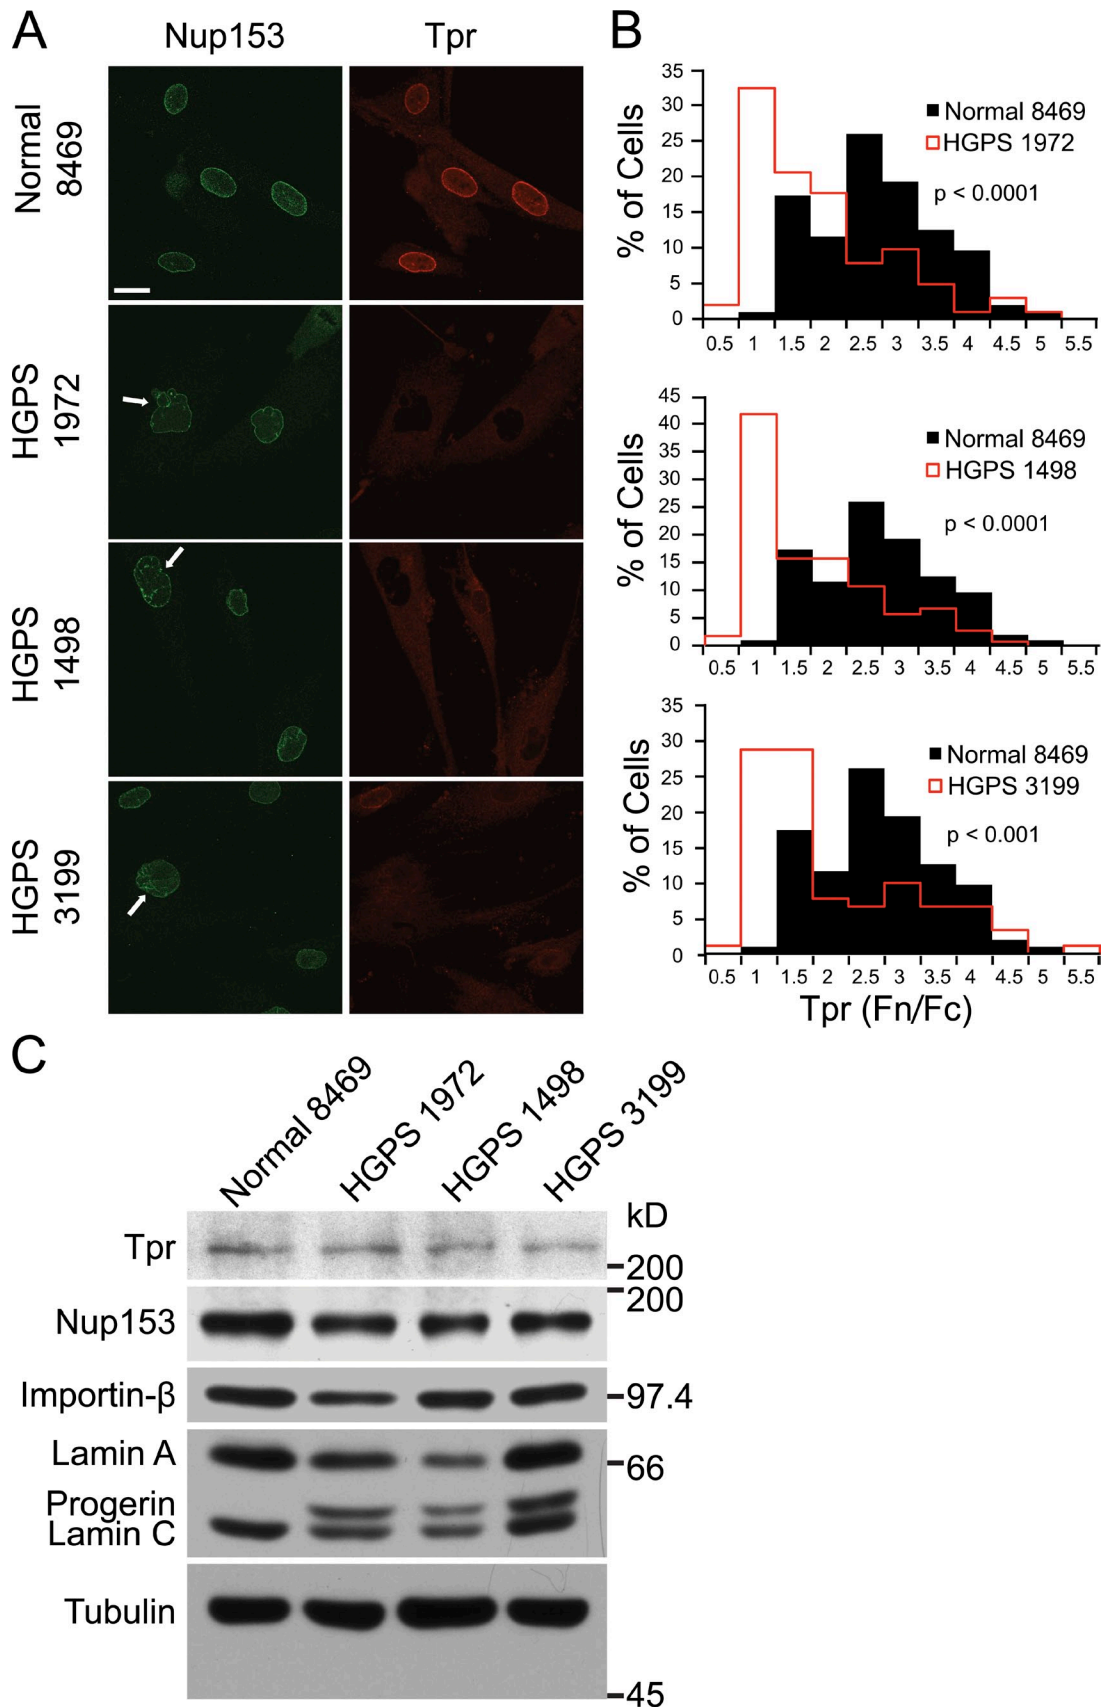 A
Nup153
Tpr
Normal
8469
HGPS
1972
HGPS
1498
HGPS
3199
B
35
30
25
20
15
10
5
0
% of Cells
Normal 8469
HGPS 1972
p < 0.0001
0.5 1 1.5 2 2.5 3 3.5 4 4.5 5 5.5
45
40
35
30
25
20
15
10
5
0
% of Cells
Normal 8469
HGPS 1498
p < 0.0001
0.5 1 1.5 2 2.5 3 3.5 4 4.5 5 5.5
35
30
25
20
15
10
5
0
% of Cells
Normal 8469
HGPS 3199
p < 0.001
0.5 1 1.5 2 2.5 3 3.5 4 4.5 5 5.5
Tpr (Fn/Fc)
C
Normal 8469
HGPS 1972
HGPS 1498
HGPS 3199
kD
Tpr
200
200
Nup153
Importin-β
97.4
Lamin A
66
Progerin
Lamin C
Tubulin
45